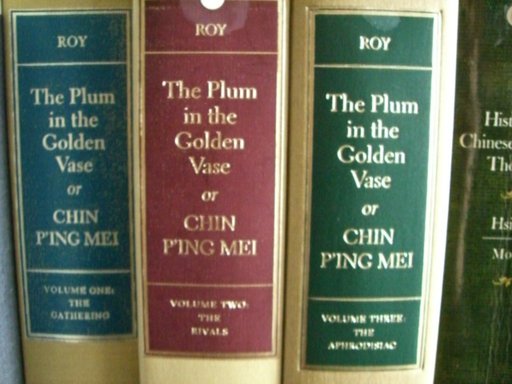 ROY
The Plum
in the
Golden
Vase
or
CHIN
P'ING MEI
VOLUME ONE:
THE
GATHERING
ROY
The Plum
in the
Golden
Vase
or
CHIN
P'ING MEI
VOLUME TWO:
THE
RIVALS
ROY
The Plum
in the
Golden
Vase
or
CHIN
P'ING MEI
VOLUME THREE:
THE
APHRODISIAC
Chinese